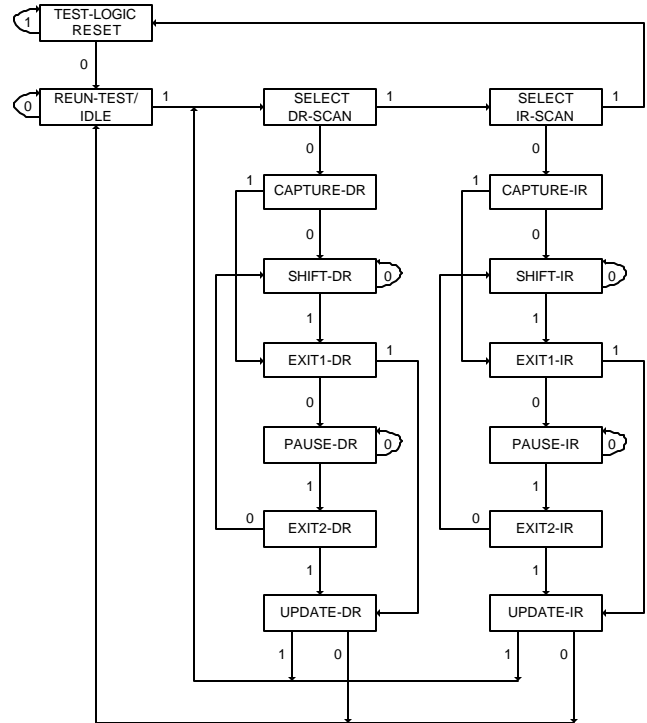 TEST-LOGIC
RESET
1
0
REUN-TEST/
IDLE
0
1
SELECT
DR-SCAN
1
SELECT
IR-SCAN
1
0
0
1
CAPTURE-DR
1
CAPTURE-IR
0
0
SHIFT-DR
0
SHIFT-IR
0
1
1
EXIT1-DR
1
EXIT1-IR
1
0
0
PAUSE-DR
0
PAUSE-IR
0
1
1
0
EXIT2-DR
0
EXIT2-IR
1
1
UPDATE-DR
UPDATE-IR
1
0
1
0